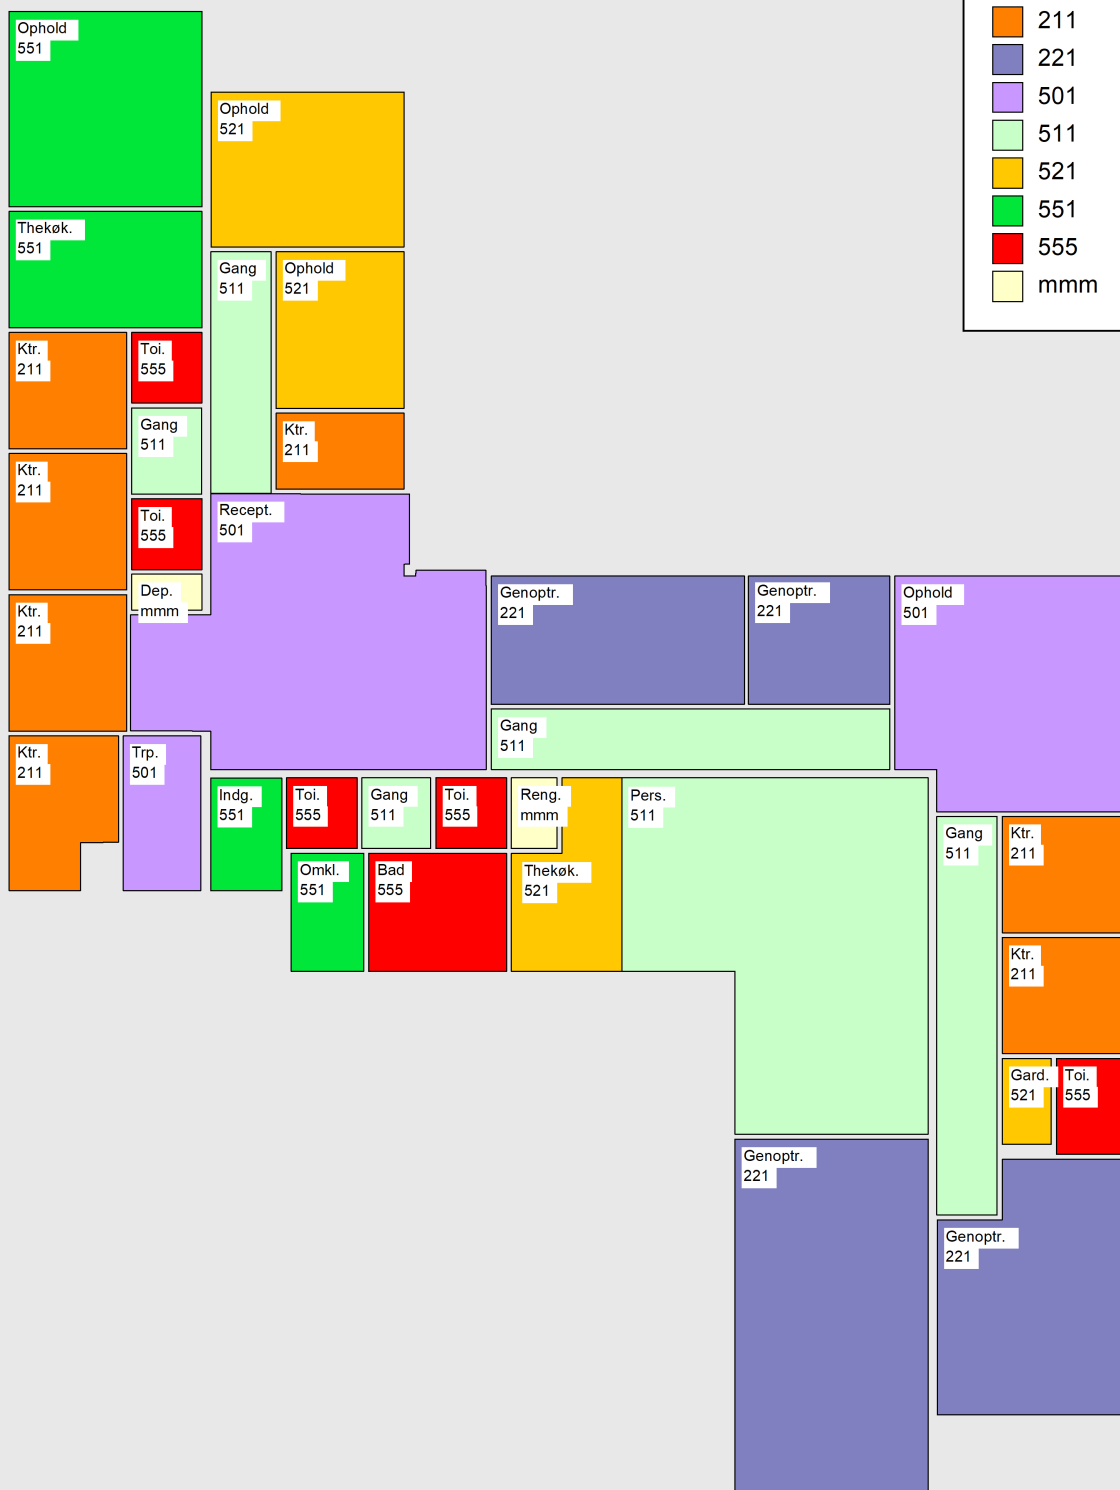 211
221
501
511
521
551
555
mmm
Ophold
551
Ophold
521
Thekøk.
551
Gang
511
Ophold
521
Ktr.
211
Toi.
555
Gang
511
Ktr.
211
Ktr.
211
Toi.
555
Recept.
501
Dep.
mmm
Genoptr.
221
Genoptr.
221
Ophold
501
Ktr.
211
Gang
511
Ktr.
211
Trp.
501
Indg.
551
Toi.
555
Gang
511
Toi.
555
Reng.
mmm
Pers.
511
Gang
511
Ktr.
211
Omkl.
551
Bad
555
Thekøk.
521
Ktr.
211
Gard.
521
Toi.
555
Genoptr.
221
Genoptr.
221